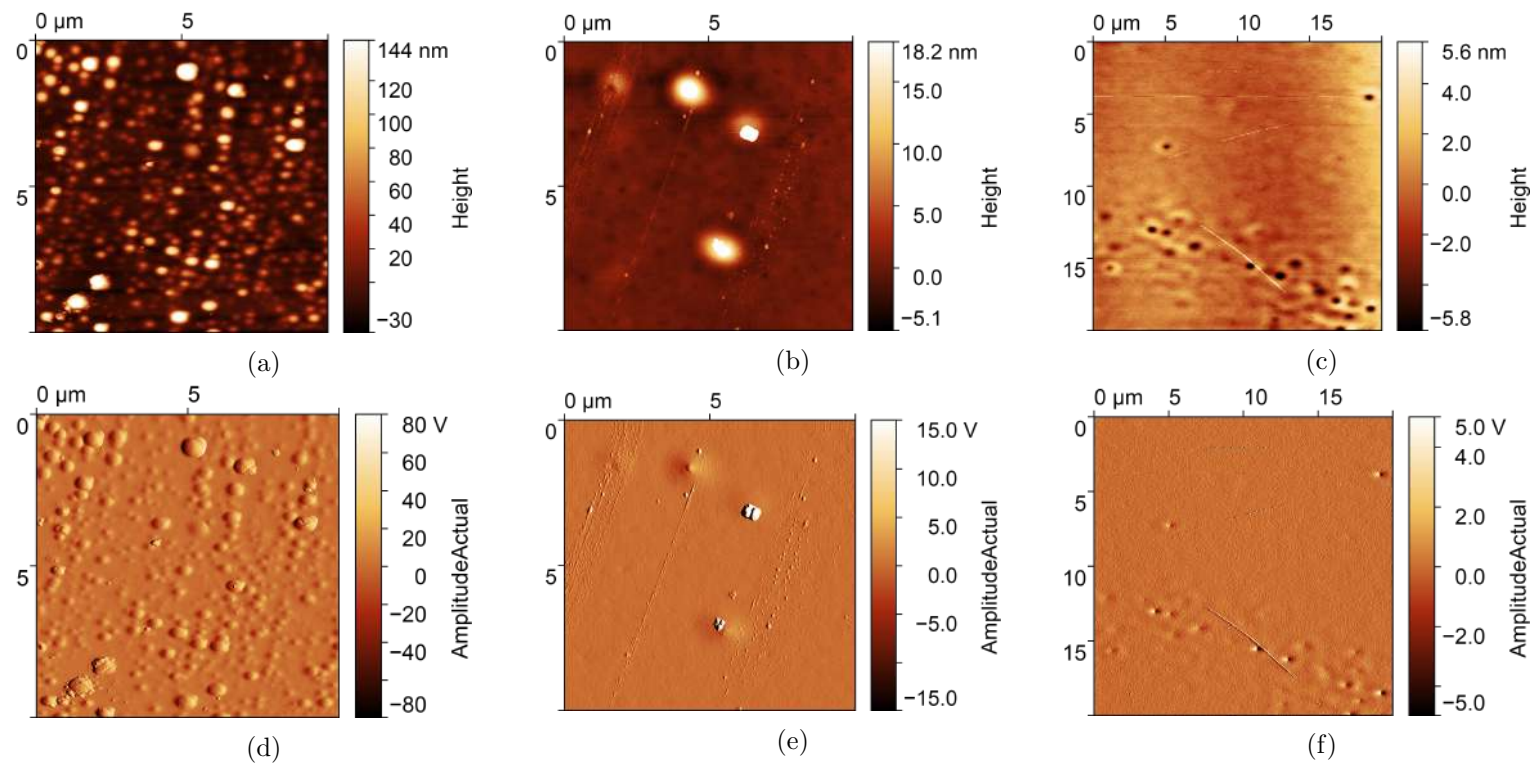 0 µm 5
0
5
144 nm
120
100
80
60
40
20
−30
Height
(a)
0 µm 5
0
5
18.2 nm
15.0
10.0
5.0
0.0
−5.1
Height
(b)
0 µm 5 10 15
0
5
10
15
5.6 nm
4.0
2.0
0.0
−2.0
−5.8
Height
(c)
0 µm 5
0
5
80 V
60
40
20
0
−20
−40
−80
AmplitudeActual
(d)
0 µm 5
0
5
15.0 V
10.0
5.0
0.0
−5.0
−15.0
AmplitudeActual
(e)
0 µm 5 10 15
0
5
10
15
5.0 V
4.0
2.0
0.0
−2.0
−5.0
AmplitudeActual
(f)